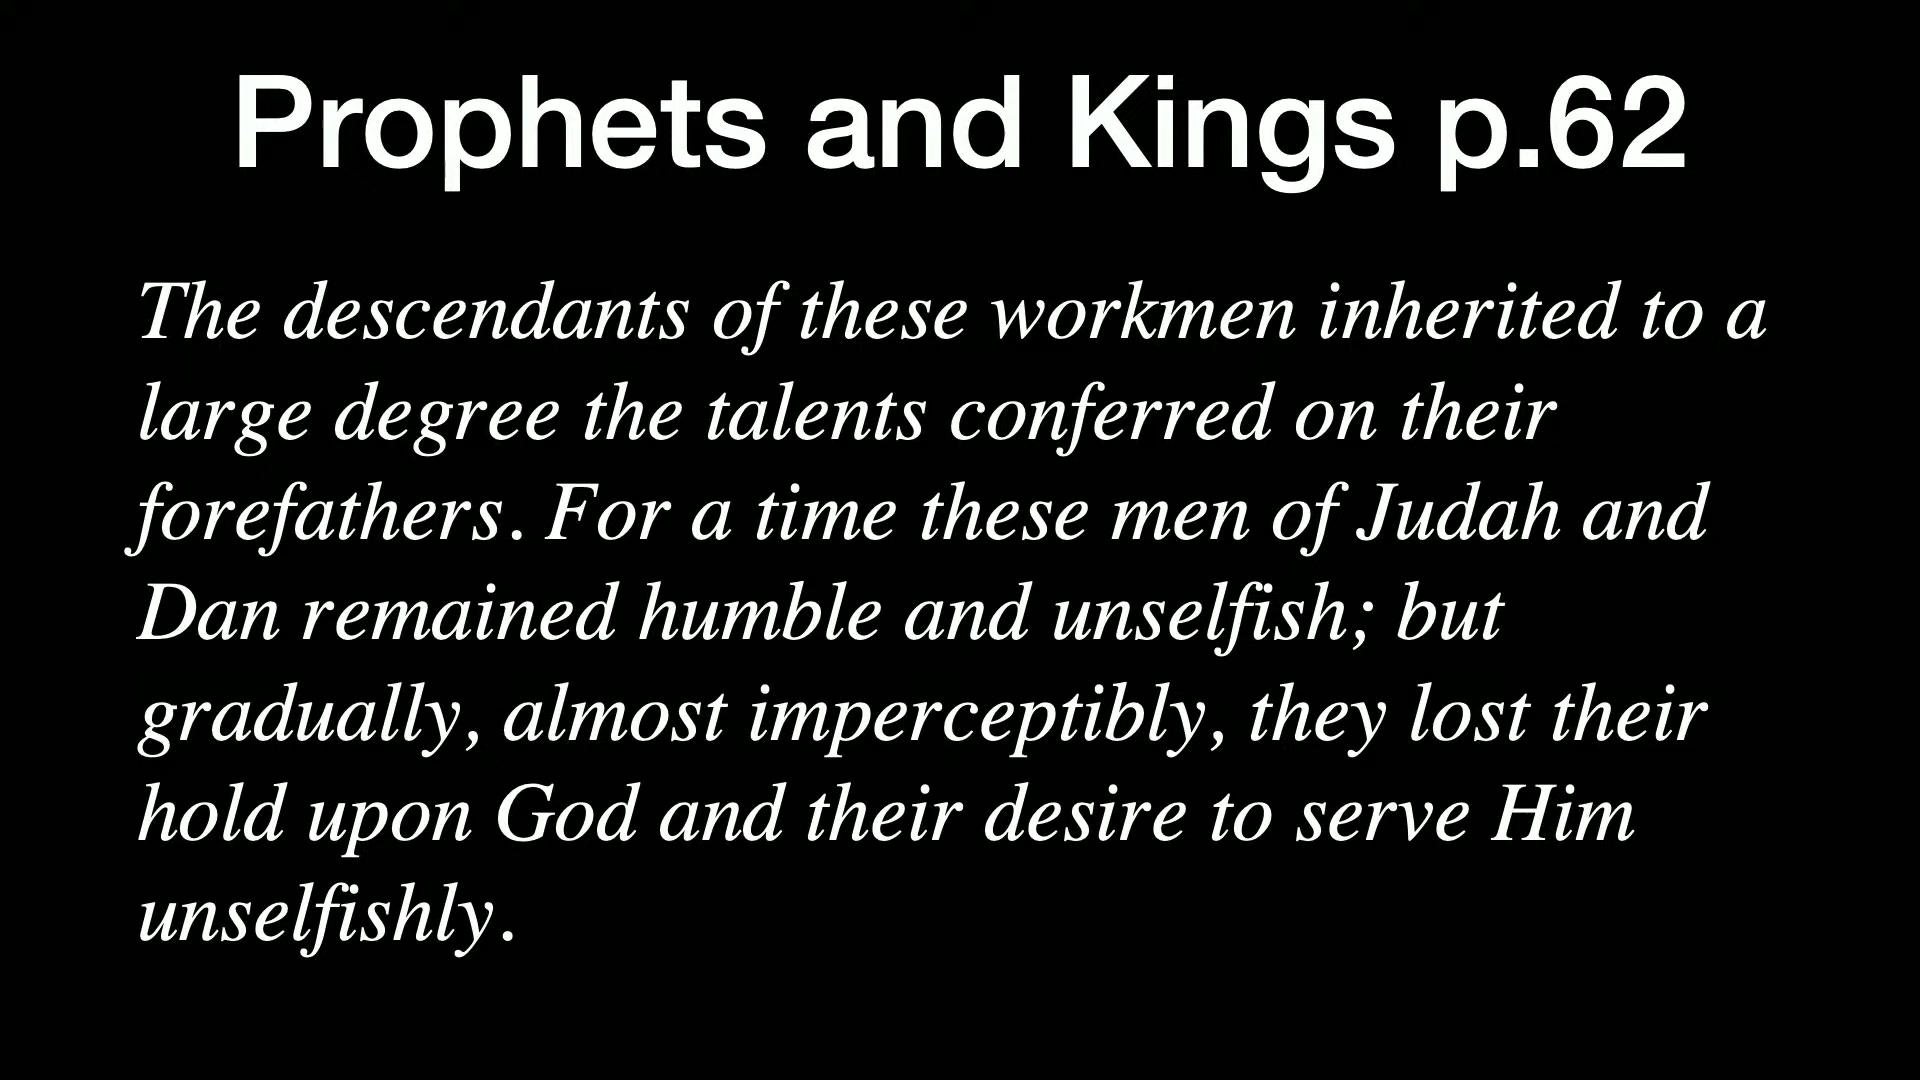 Prophets and Kings p.62
The descendants of these workmen inherited to a
large degree the talents conferred on their
forefathers. For a time these men of Judah and
Dan remained humble and unselfish; but
gradually, almost imperceptibly, they lost their
hold upon God and their desire to serve Him
unselfishly.